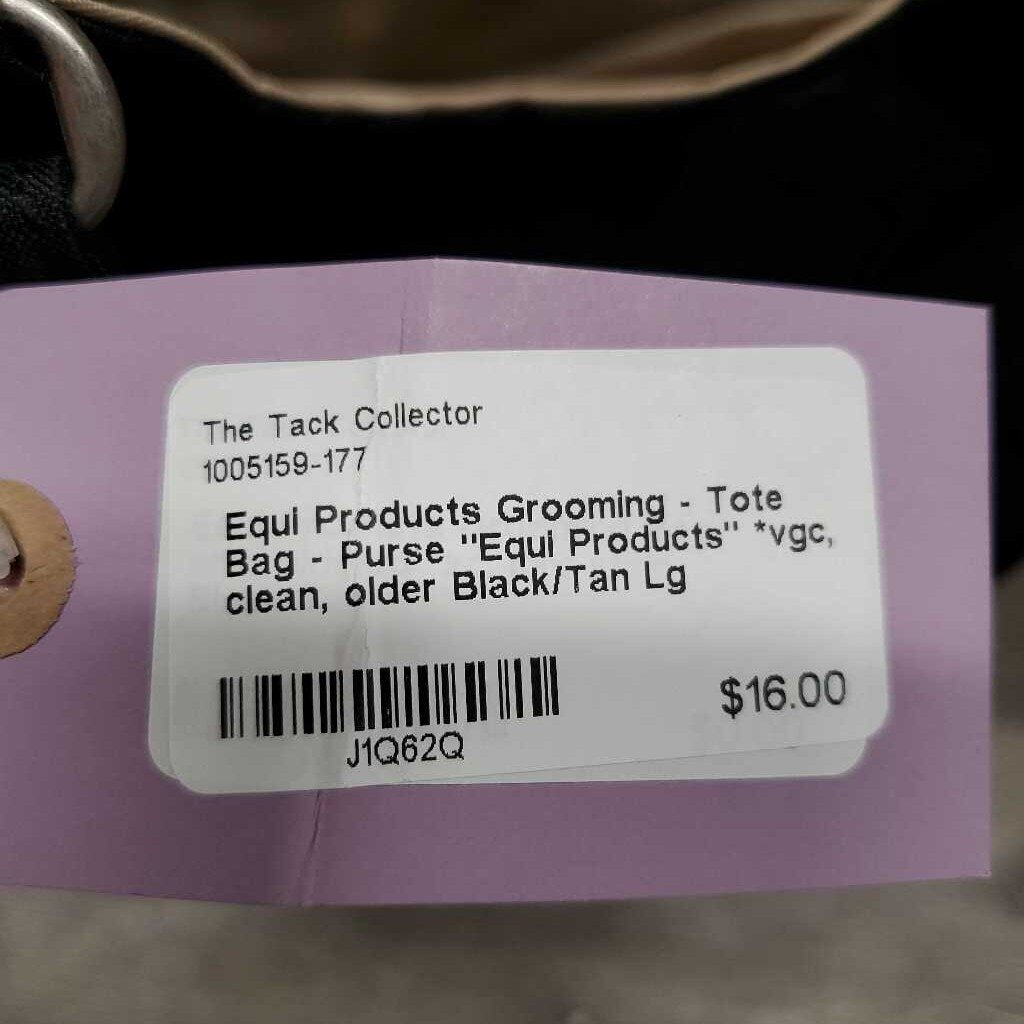 The Tack Collector
1005159-177
Equi Products Grooming - Tote
Bag - Purse "Equi Products" *vgc,
clean, older Black/Tan Lg
J1Q62Q
$16.00